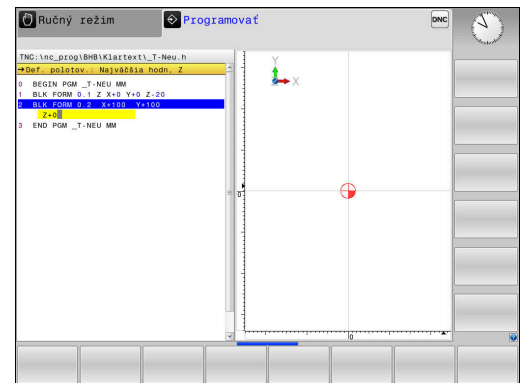 Ručný režim
Programovať
DNC
TNC:\nc_prog\BHB\Klartext\_T-Neu.h
→Def. polotov.: Najväčšia hodn. Z
0 BEGIN PGM _T-NEU MM
1 BLK FORM 0.1 Z X+0 Y+0 Z-20
2 BLK FORM 0.2 X+100 Y+100
Z+0
3 END PGM _T-NEU MM
Y
X
0
0